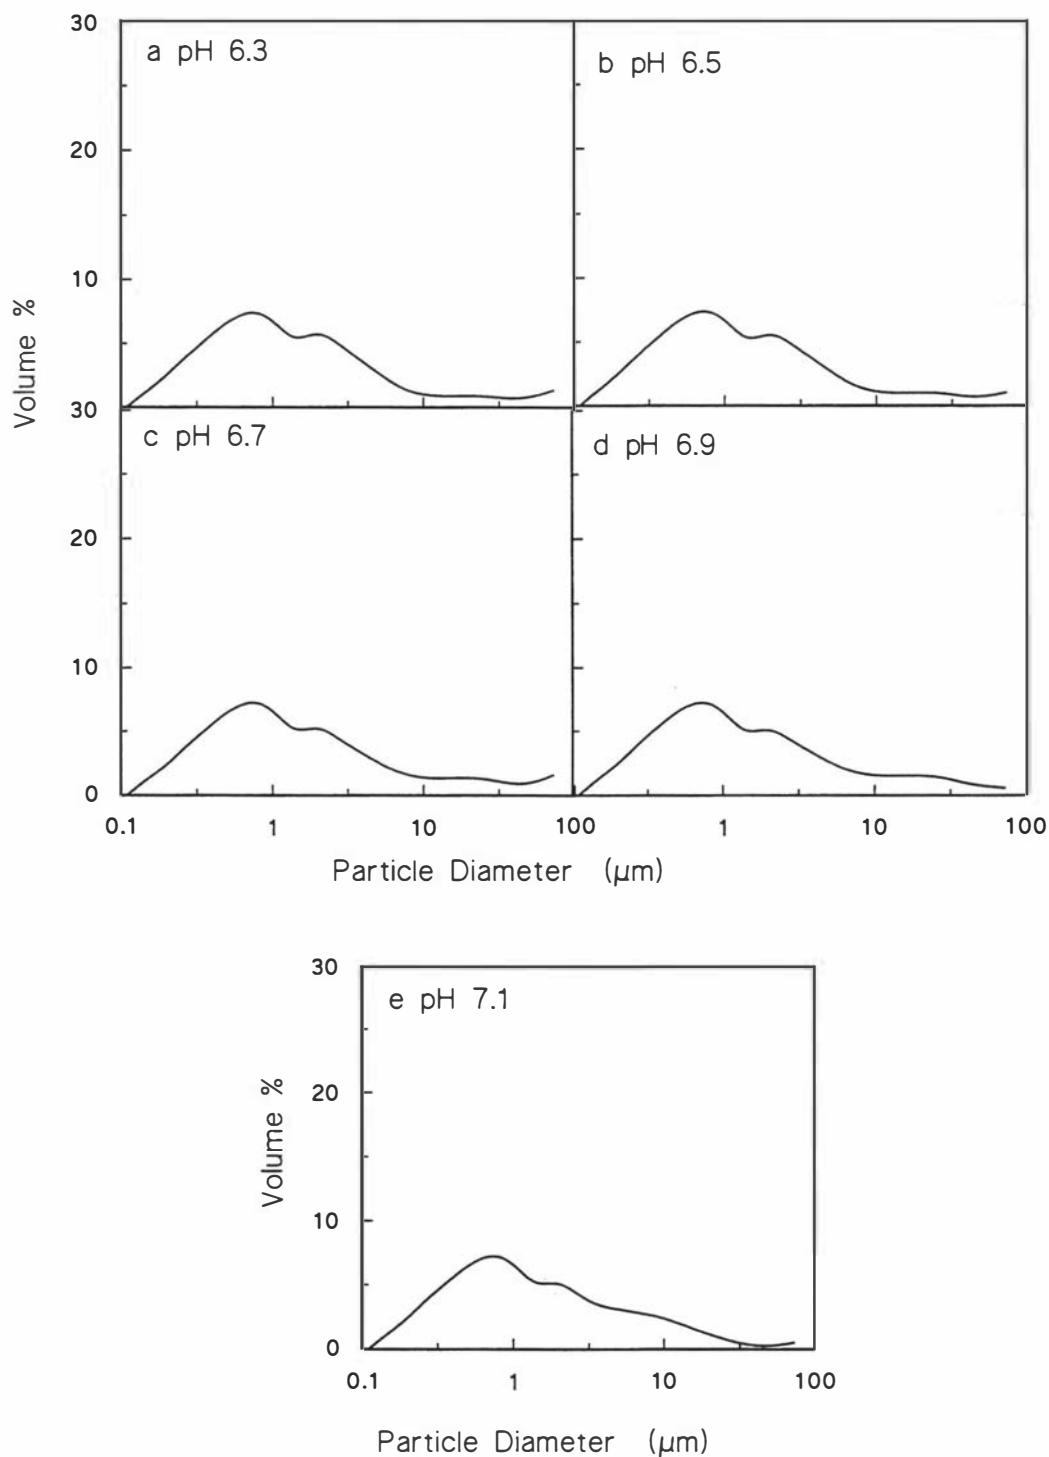 30
a pH 6.3
b pH 6.5
20
10
Volume %
30
c pH 6.7
d pH 6.9
20
10
0
0.1 1 10 100 1 10 100
Particle Diameter (µm)
30
e pH 7.1
20
Volume %
10
0
0.1 1 10 100
Particle Diameter (µm)